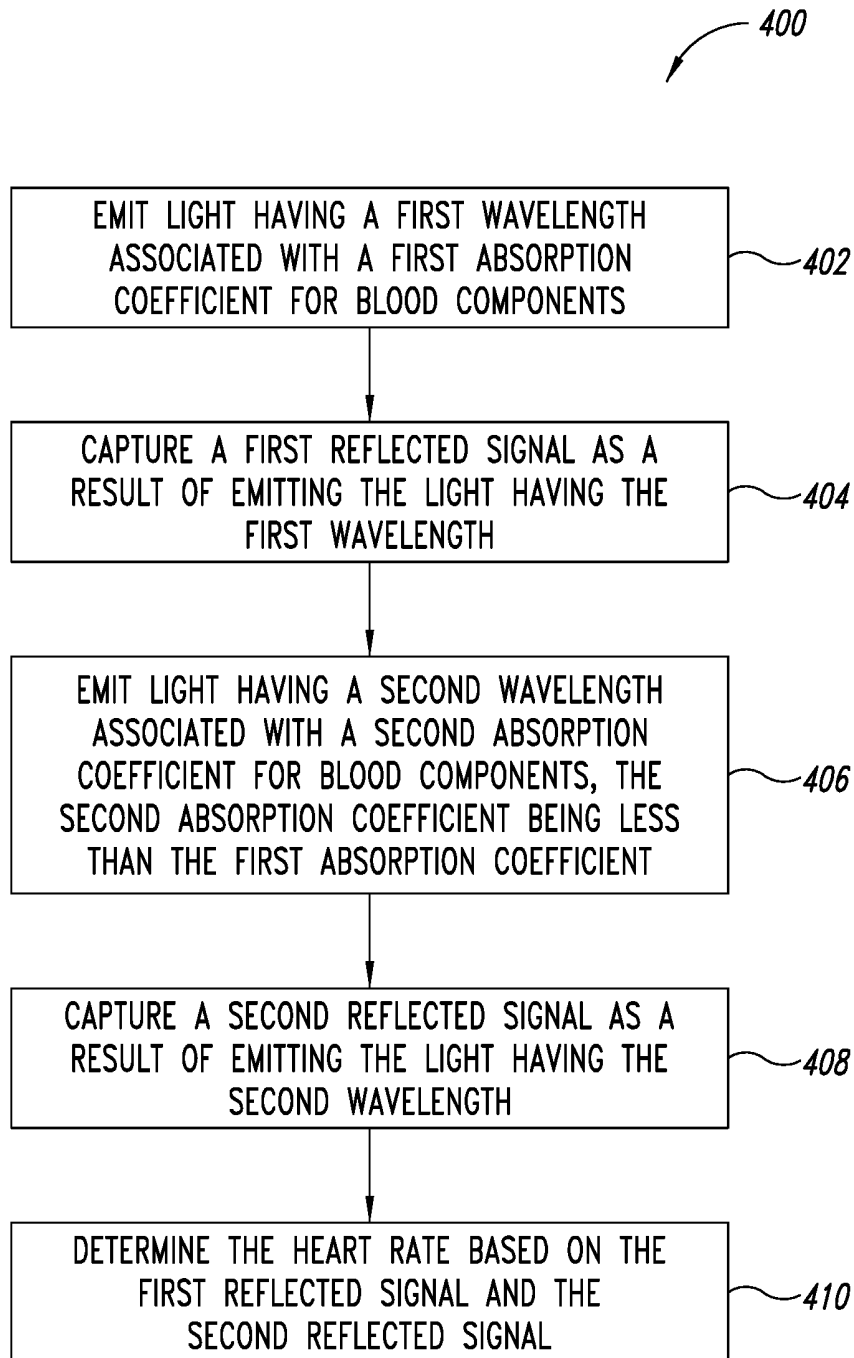 400
EMIT LIGHT HAVING A FIRST WAVELENGTH
ASSOCIATED WITH A FIRST ABSORPTION
COEFFICIENT FOR BLOOD COMPONENTS
402
CAPTURE A FIRST REFLECTED SIGNAL AS A
RESULT OF EMITTING THE LIGHT HAVING THE
FIRST WAVELENGTH
404
EMIT LIGHT HAVING A SECOND WAVELENGTH
ASSOCIATED WITH A SECOND ABSORPTION
COEFFICIENT FOR BLOOD COMPONENTS, THE
SECOND ABSORPTION COEFFICIENT BEING LESS
THAN THE FIRST ABSORPTION COEFFICIENT
406
CAPTURE A SECOND REFLECTED SIGNAL AS A
RESULT OF EMITTING THE LIGHT HAVING THE
SECOND WAVELENGTH
408
DETERMINE THE HEART RATE BASED ON THE
FIRST REFLECTED SIGNAL AND THE
SECOND REFLECTED SIGNAL
410